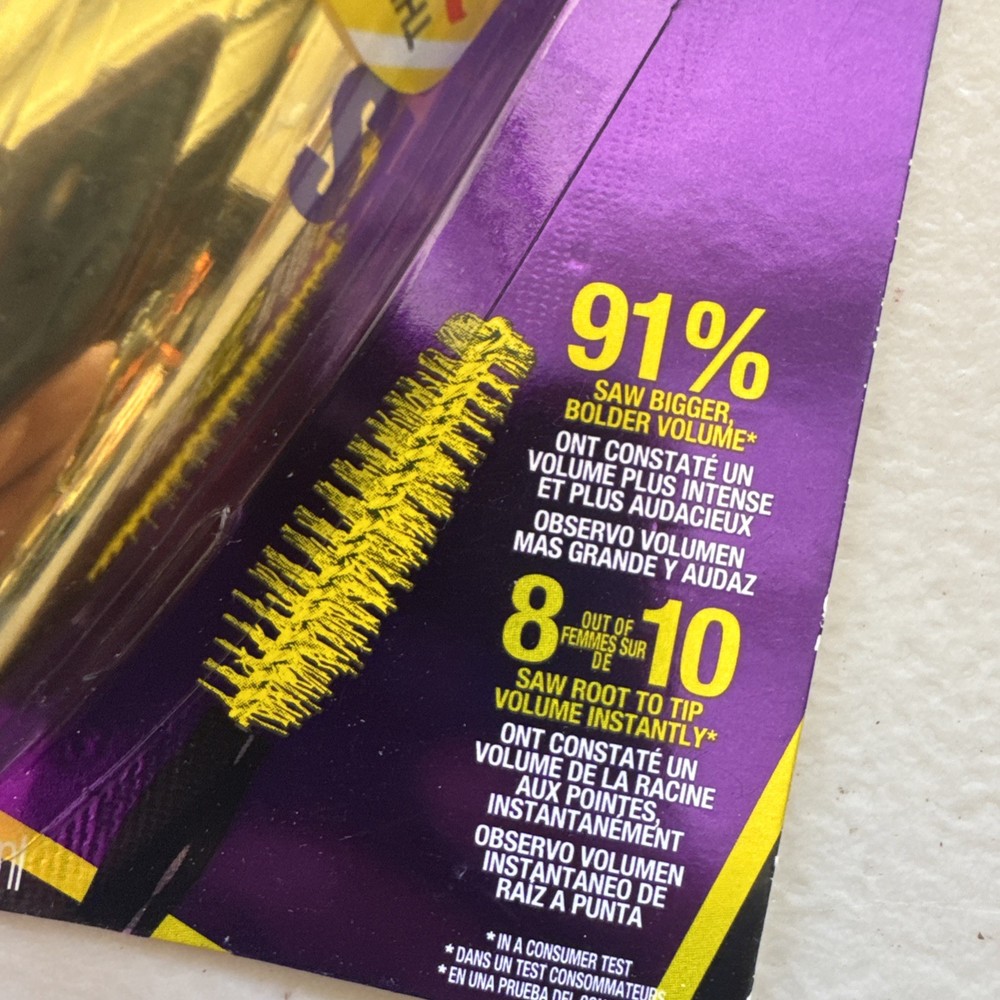 91%
SAW BIGGER,
BOLDER VOLUME*
ONT CONSTATÉ UN
VOLUME PLUS INTENSE
ET PLUS AUDACIEUX
OBSERVO VOLUMEN
MAS GRANDE Y AUDAZ
8 OUT OF FEMMES SUR DE 10
SAW ROOT TO TIP
VOLUME INSTANTLY*
ONT CONSTATÉ UN
VOLUME DE LA RACINE
AUX POINTES,
INSTANTANÉMENT
OBSERVO VOLUMEN
INSTANTANEO DE
RAÍZ A PUNTA
* IN A CONSUMER TEST
* DANS UN TEST CONSOMMATEURS
* EN UNA PRUEBA DEL